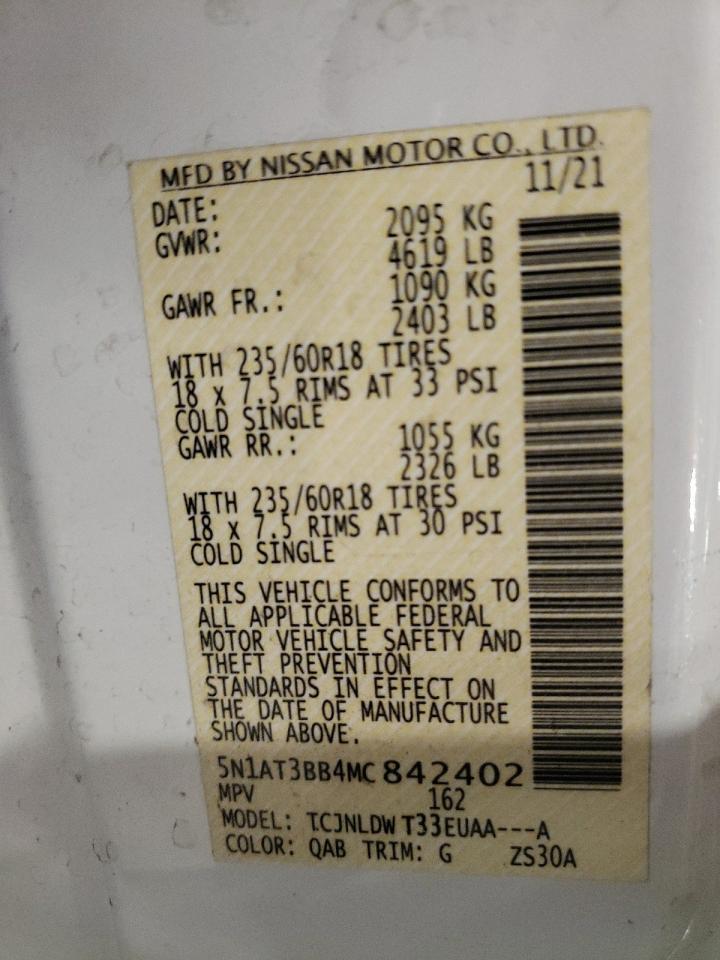 MFD BY NISSAN MOTOR CO., LTD.
DATE: 11/21
GVWR: 2095 KG
4619 LB
GAWR FR.: 1090 KG
2403 LB
WITH 235/60R18 TIRES
18 x 7.5 RIMS AT 33 PSI
COLD SINGLE
GAWR RR.: 1055 KG
2326 LB
WITH 235/60R18 TIRES
18 x 7.5 RIMS AT 30 PSI
COLD SINGLE
THIS VEHICLE CONFORMS TO
ALL APPLICABLE FEDERAL
MOTOR VEHICLE SAFETY AND
THEFT PREVENTION
STANDARDS IN EFFECT ON
THE DATE OF MANUFACTURE
SHOWN ABOVE.
5N1AT3BB4MC842402
MPV 162
MODEL: TCJNLDWT33EUAA---A
COLOR: QAB TRIM: G ZS30A